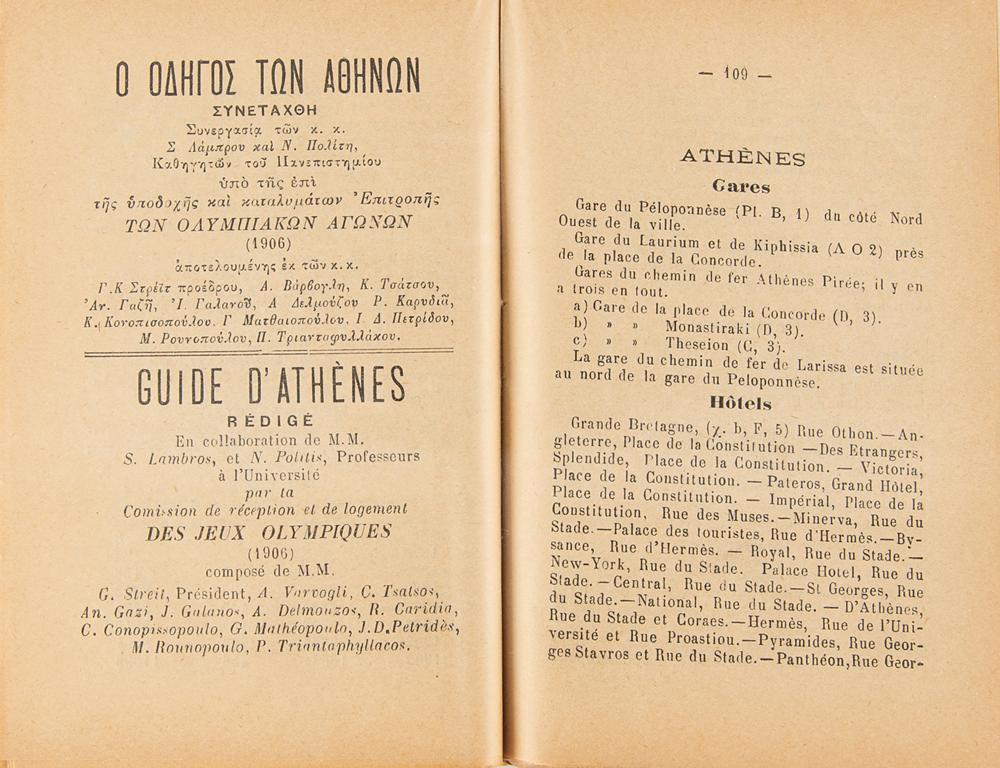 Ο ΟΔΗΓΟΣ ΤΩΝ ΑΘΗΝΩΝ
ΣΥΝΕΤΑΧΘΗ
Συνεργασίᾳ τῶν κ. κ.
Σ Λάμπρου καὶ Ν. Πολίτη,
Καθηγητῶν τοῦ Πανεπιστημίου
ὑπὸ τῆς ἐπὶ
τῆς ὑποδοχῆς καὶ καταλυμάτων Ἐπιτροπῆς
ΤΩΝ ΟΛΥΜΠΙΑΚΩΝ ΑΓΩΝΩΝ
(1906)
ἀποτελουμένης ἐκ τῶν κ.κ.
Γ.Κ Στρέϊτ προέδρου, Α. Βάρβογλη, Κ. Τσάτσου,
Ἀν. Γαζῆ, Ἰ. Γαλανοῦ, Α Δελμούζου Ρ. Καρυδιᾶ,
Κ. Κονοπισοπούλου, Γ Ματθαιοπούλου, Ι. Δ. Πετρίδου,
Μ. Ρουνοπούλου, Π. Τριανταφυλλάκου.
GUIDE D'ATHÈNES
RÉDIGÉ
En collaboration de M.M.
S. Lambros, et N. Politis, Professeurs
à l'Université
par la
Comission de réception et de logement
DES JEUX OLYMPIQUES
(1906)
composé de M.M.
G. Streit, Président, A. Varvogli, C. Tsatsos,
An. Gazi, J. Galanos, A. Delmouzos, R. Caridia,
C. Conopissopoulo, G. Mathéopoulo, J.D.Petridès,
M. Rounopoulo, P. Triantaphyllacos.
— 109 —
ATHÈNES
Gares
Gare du Péloponnèse (Pl. B, 1) du côté Nord
Ouest de la ville.
Gare du Laurium et de Kiphissia (A O 2) près
de la place de la Concorde.
Gares du chemin de fer Athènes Pirée; il y en
a trois en tout.
a) Gare de la place de la Concorde (D, 3).
b) » » Monastiraki (D, 3).
c) » » Theseion (C, 3).
La gare du chemin de fer de Larissa est située
au nord de la gare du Peloponnèse.
Hôtels
Grande Bretagne, (χ. b, F, 5) Rue Othon.—An-
gleterre, Place de la Constitution —Des Etrangers,
Splendide, Place de la Constitution. — Victoria,
Place de la Constitution. — Pateros, Grand Hôtel,
Place de la Constitution. — Impérial, Place de la
Constitution, Rue des Muses.—Minerva, Rue du
Stade.—Palace des touristes, Rue d'Hermès.—By-
sance, Rue d'Hermès. — Royal, Rue du Stade.—
New-York, Rue du Stade. Palace Hotel, Rue du
Stade.—Central, Rue du Stade.—St Georges, Rue
du Stade.—National, Rue du Stade. — D'Athènes,
Rue du Stade et Coraes.—Hermès, Rue de l'Uni-
versité et Rue Proastiou.—Pyramides, Rue Geor-
ges Stavros et Rue du Stade.—Panthéon,Rue Geor-